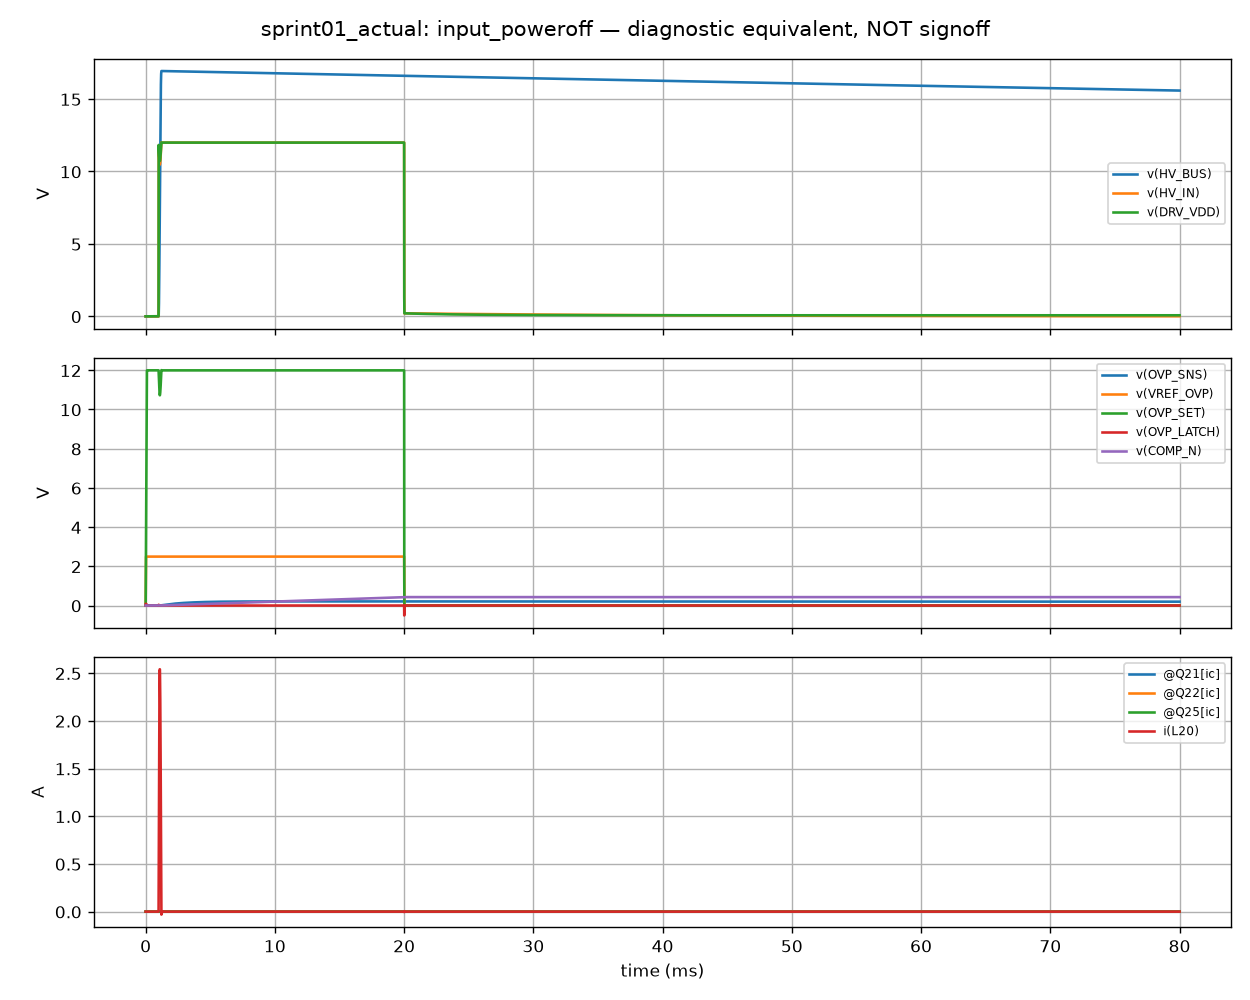 sprint01_actual: input_poweroff — diagnostic equivalent, NOT signoff
15
10
5
0
V
v(HV_BUS)
v(HV_IN)
v(DRV_VDD)
12
10
8
6
4
2
0
V
v(OVP_SNS)
v(VREF_OVP)
v(OVP_SET)
v(OVP_LATCH)
v(COMP_N)
2.5
2.0
1.5
1.0
0.5
0.0
A
@Q21[ic]
@Q22[ic]
@Q25[ic]
i(L20)
0 10 20 30 40 50 60 70 80
time (ms)